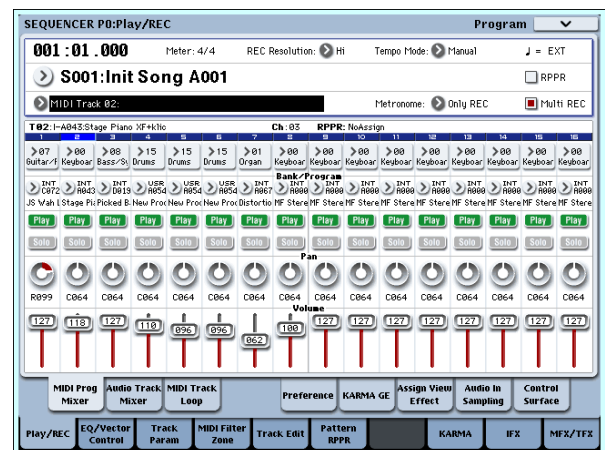 SEQUENCER P0:Play/REC Program
001:01.000 Meter: 4/4 REC Resolution: Hi Tempo Mode: Manual ♩ = EXT
S001:Init Song A001 RPPR
MIDI Track 02: Metronome: Only REC Multi REC
T02:I-A043:Stage Piano XF+klio Ch:03 RPPR: NoAssign
1 2 3 4 5 6 7 8 9 10 11 12 13 14 15 16
07 00 08 15 15 15 01 00 00 00 00 00 00 00 00 00
Guitar/F Keyboar Bass/Sy Drums Drums Drums Organ Keyboar Keyboar Keyboar Keyboar Keyboar Keyboar Keyboar Keyboar Keyboar
Bank/Program
INT INT INT USR USR USR INT INT INT INT INT INT INT INT INT INT
C072 A043 D019 A054 A054 A054 A067 A000 A000 A000 A000 A000 A000 A000 A000 A000
JS Wah L Stage Pi Picked B New Proc New Proc New Proc Distortio MF Stere MF Stere MF Stere MF Stere MF Stere MF Stere MF Stere MF Stere MF Stere
Play Play Play Play Play Play Play Play Play Play Play Play Play Play Play Play
Solo Solo Solo Solo Solo Solo Solo Solo Solo Solo Solo Solo Solo Solo Solo Solo
Pan
R099 C064 C064 C064 C064 C064 C064 C064 C064 C064 C064 C064 C064 C064 C064 C064
Volume
127 118 127 110 096 096 062 100 127 127 127 127 127 127 127 127
MIDI Prog Mixer Audio Track Mixer MIDI Track Loop Preference KARMA GE Assign View Effect Audio In Sampling Control Surface
Play/REC EQ/Vector Control Track Param MIDI Filter Zone Track Edit Pattern RPPR KARMA IFX MFX/TFX